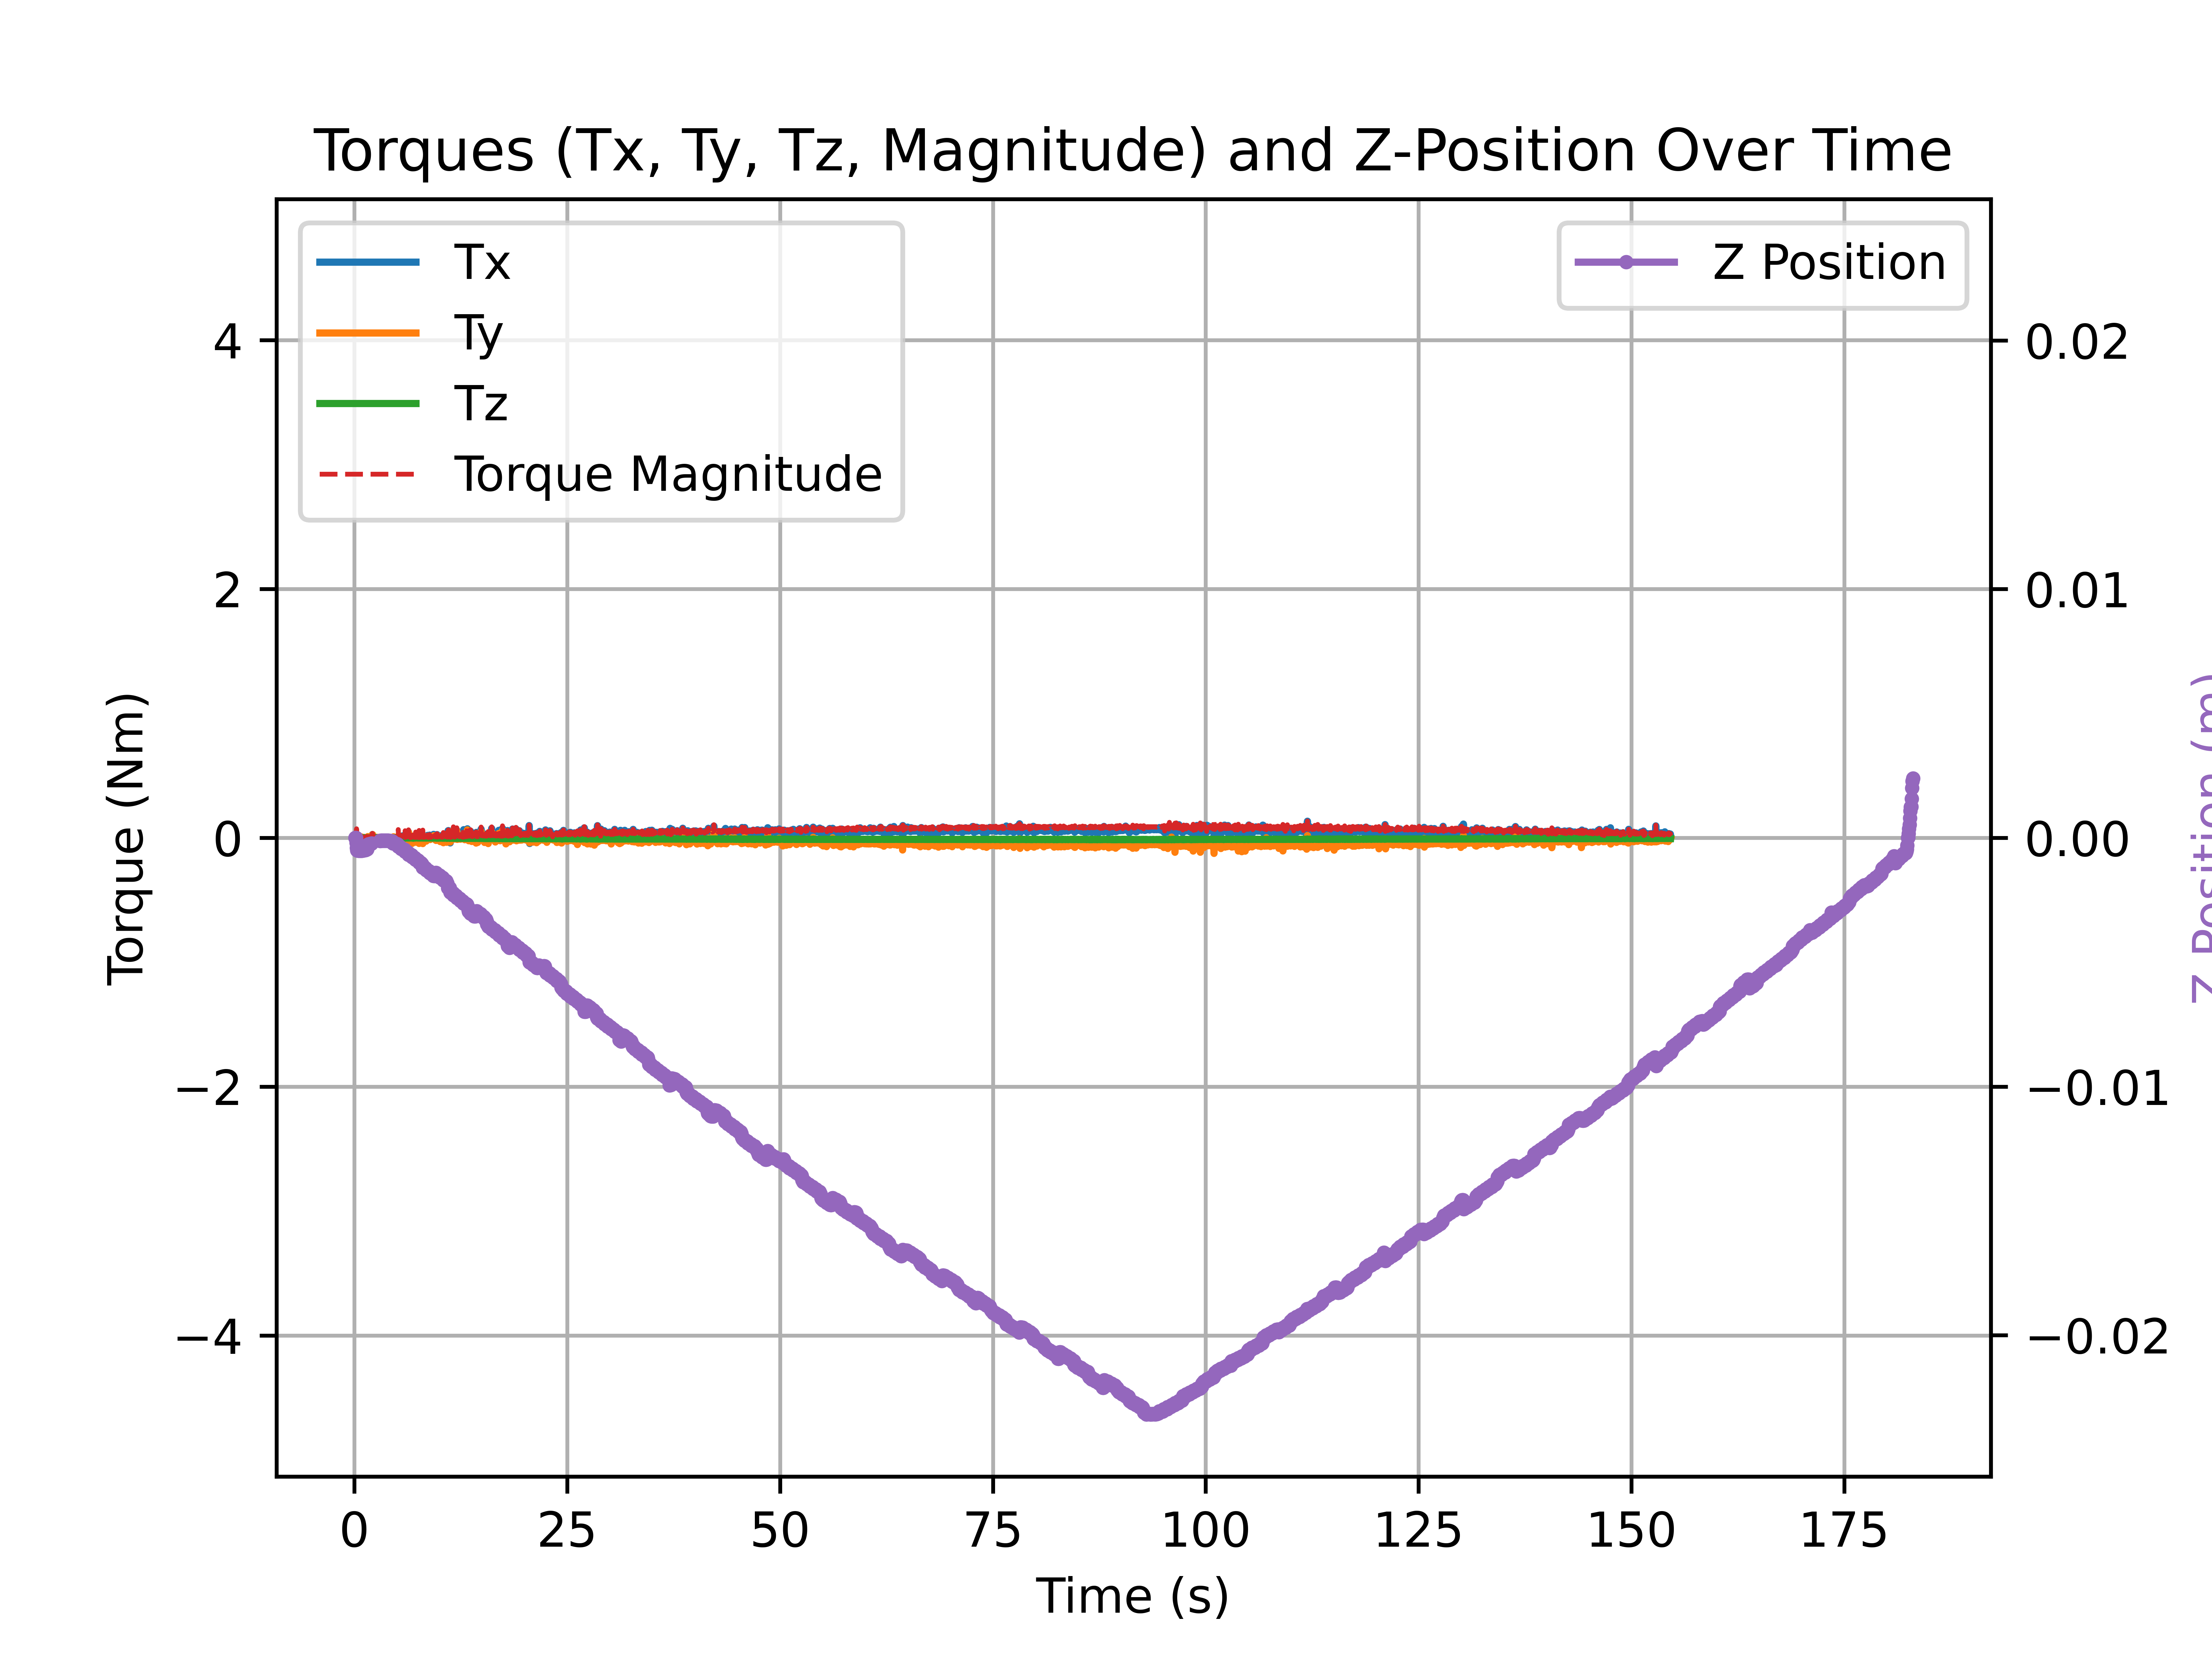 Torques (Tx, Ty, Tz, Magnitude) and Z-Position Over Time
Tx
Ty
Tz
Torque Magnitude
Z Position
4
2
0
−2
−4
Torque (Nm)
0.02
0.01
0.00
−0.01
−0.02
Z Position (m)
0 25 50 75 100 125 150 175
Time (s)